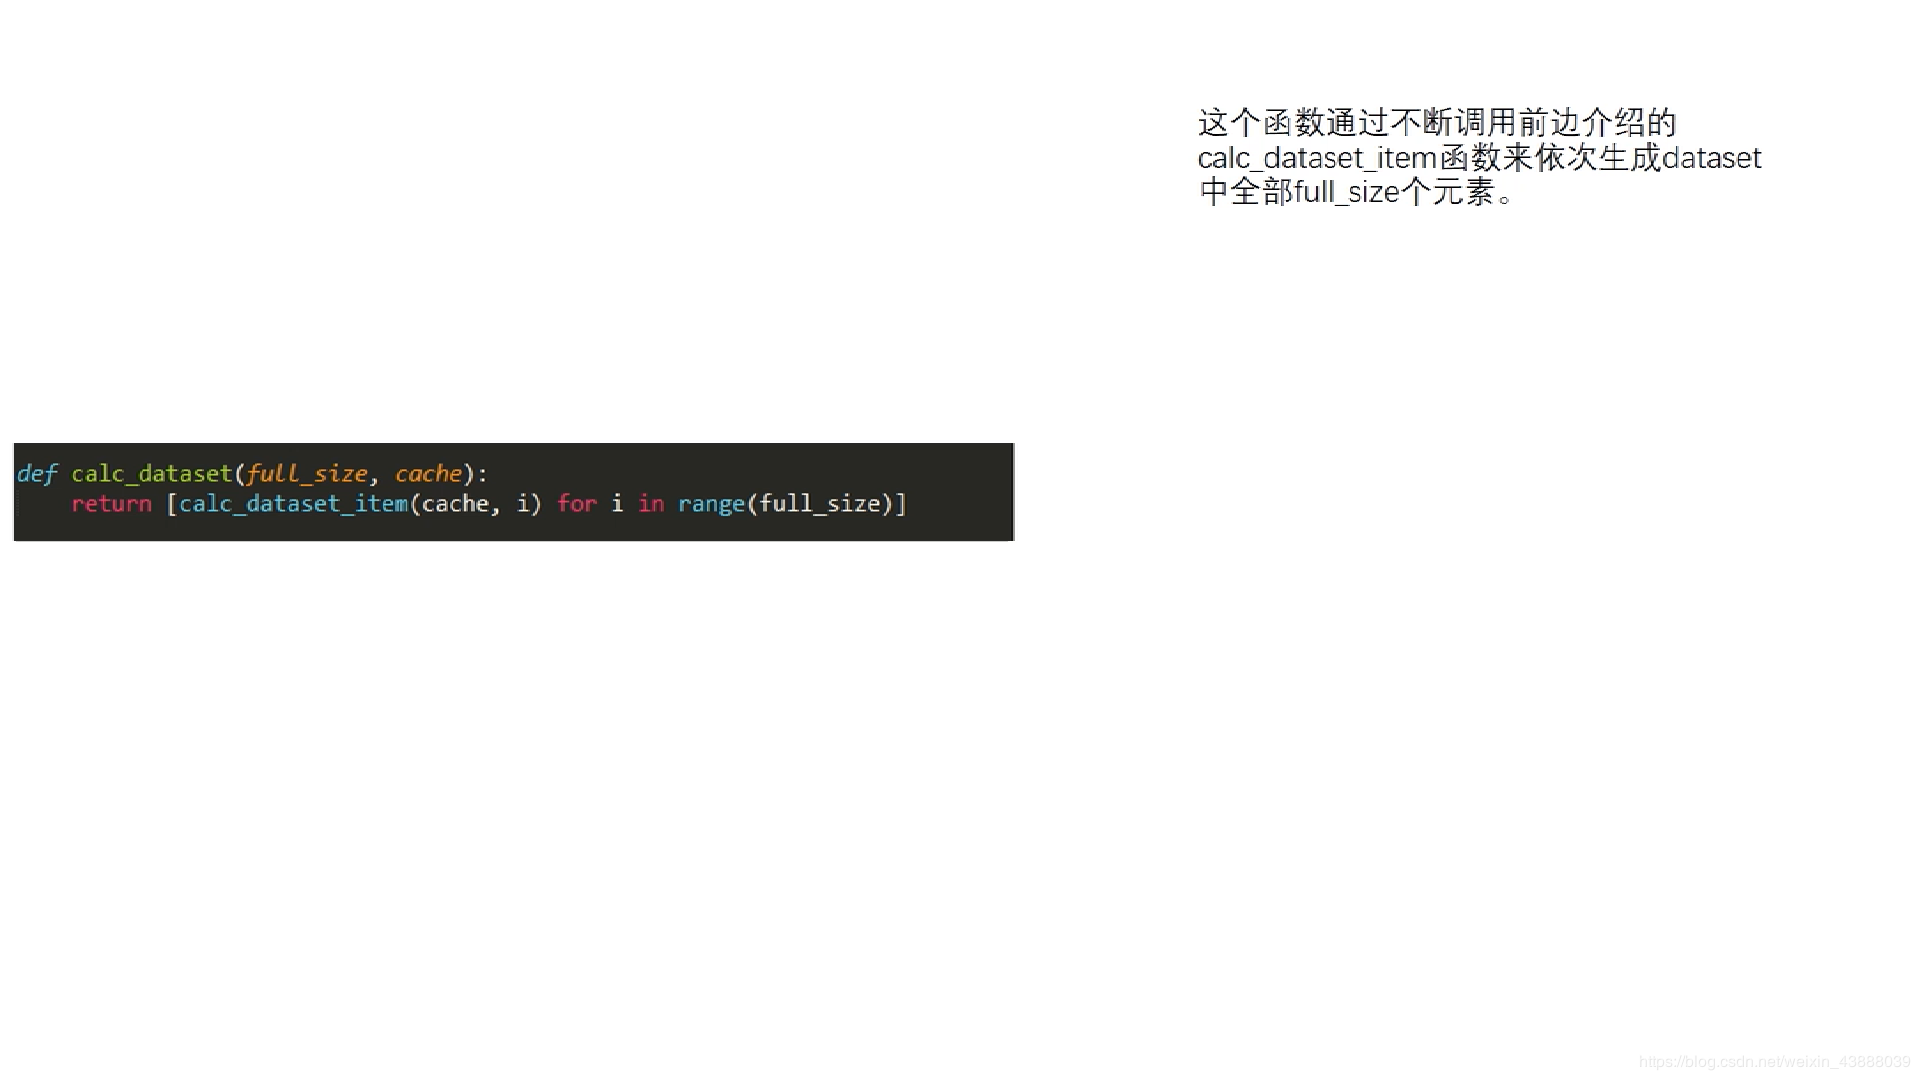 这个函数通过不断调用前边介绍的
calc_dataset_item函数来依次生成dataset
中全部full_size个元素。
def calc_dataset(full_size, cache):
    return [calc_dataset_item(cache, i) for i in range(full_size)]
https://blog.csdn.net/weixin_43888039